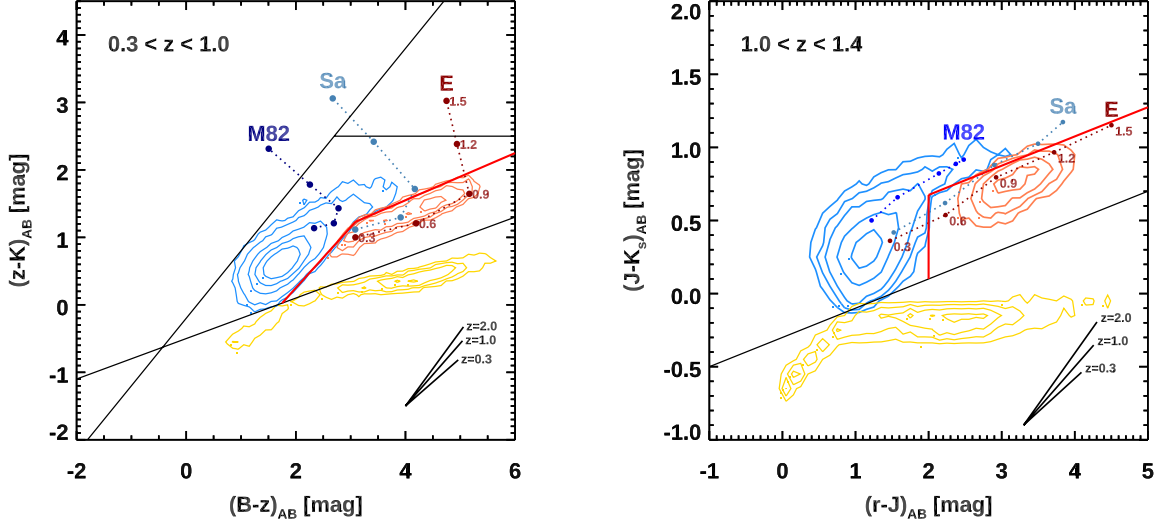 0.3 < z < 1.0
Sa
E
M82
1.5
1.2
0.9
0.6
0.3
z=2.0
z=1.0
z=0.3
4
3
2
1
0
-1
-2
-2 0 2 4 6
(z-K)AB [mag]
(B-z)AB [mag]
1.0 < z < 1.4
Sa
E
M82
1.5
1.2
0.9
0.6
0.3
z=2.0
z=1.0
z=0.3
2.0
1.5
1.0
0.5
0.0
-0.5
-1.0
-1 0 1 2 3 4 5
(J-KS)AB [mag]
(r-J)AB [mag]